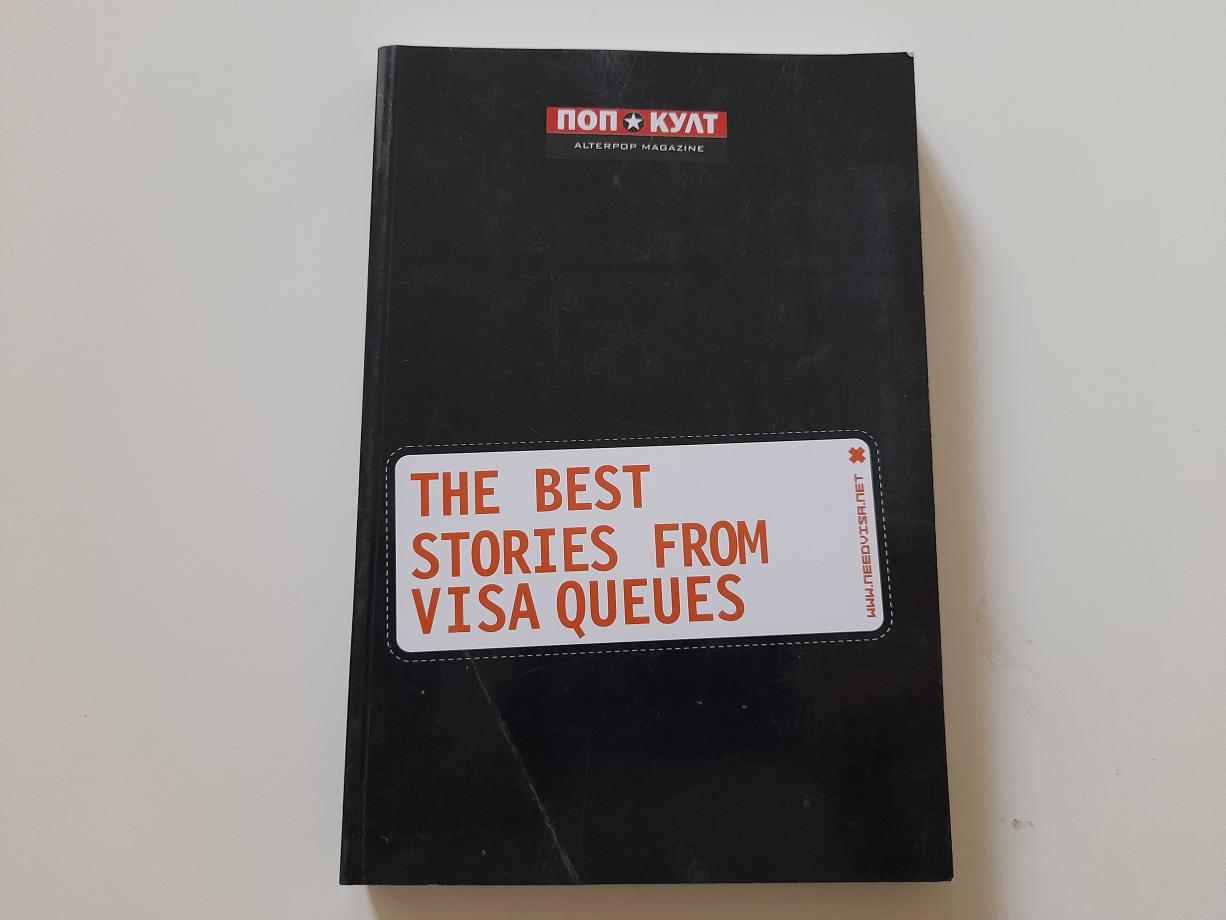 ПОП КУЛТ
ALTERPOP MAGAZINE
THE BEST
STORIES FROM
VISA QUEUES
WWW.NEEDVISA.NET